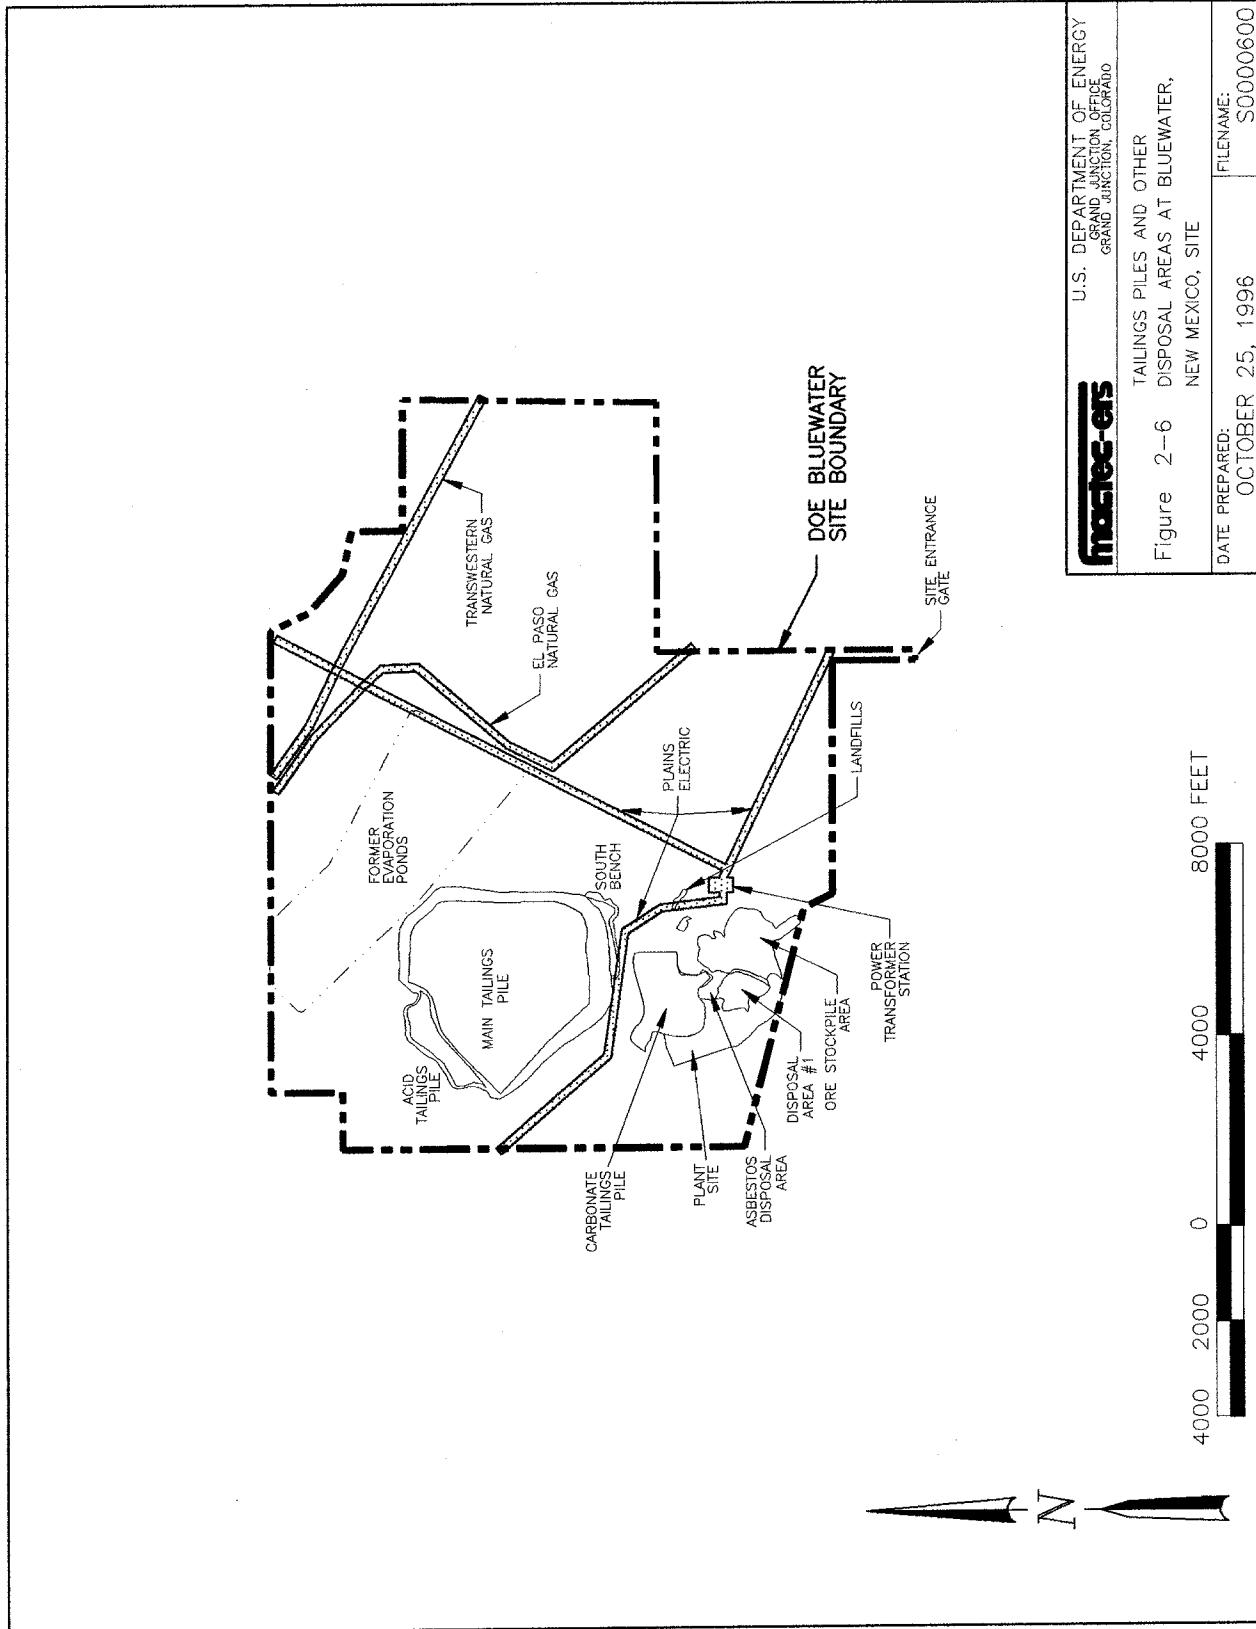 TRANSWESTERN
NATURAL GAS
EL PASO
NATURAL GAS
FORMER
EVAPORATION
PONDS
ACID
TAILINGS
PILE
MAIN TAILINGS
PILE
SOUTH
BENCH
PLAINS
ELECTRIC
DOE BLUEWATER
SITE BOUNDARY
CARBONATE
TAILINGS
PILE
PLANT
SITE
ASBESTOS
DISPOSAL
AREA
DISPOSAL
AREA #1
ORE STOCKPILE
AREA
POWER
TRANSFORMER
STATION
LANDFILLS
SITE ENTRANCE
GATE
N
4000 2000 0 4000 8000 FEET
mactec-ers
U.S. DEPARTMENT OF ENERGY
GRAND JUNCTION OFFICE
GRAND JUNCTION, COLORADO
Figure 2-6
TAILINGS PILES AND OTHER
DISPOSAL AREAS AT BLUEWATER,
NEW MEXICO, SITE
DATE PREPARED:
OCTOBER 25, 1996
FILENAME:
S0000600